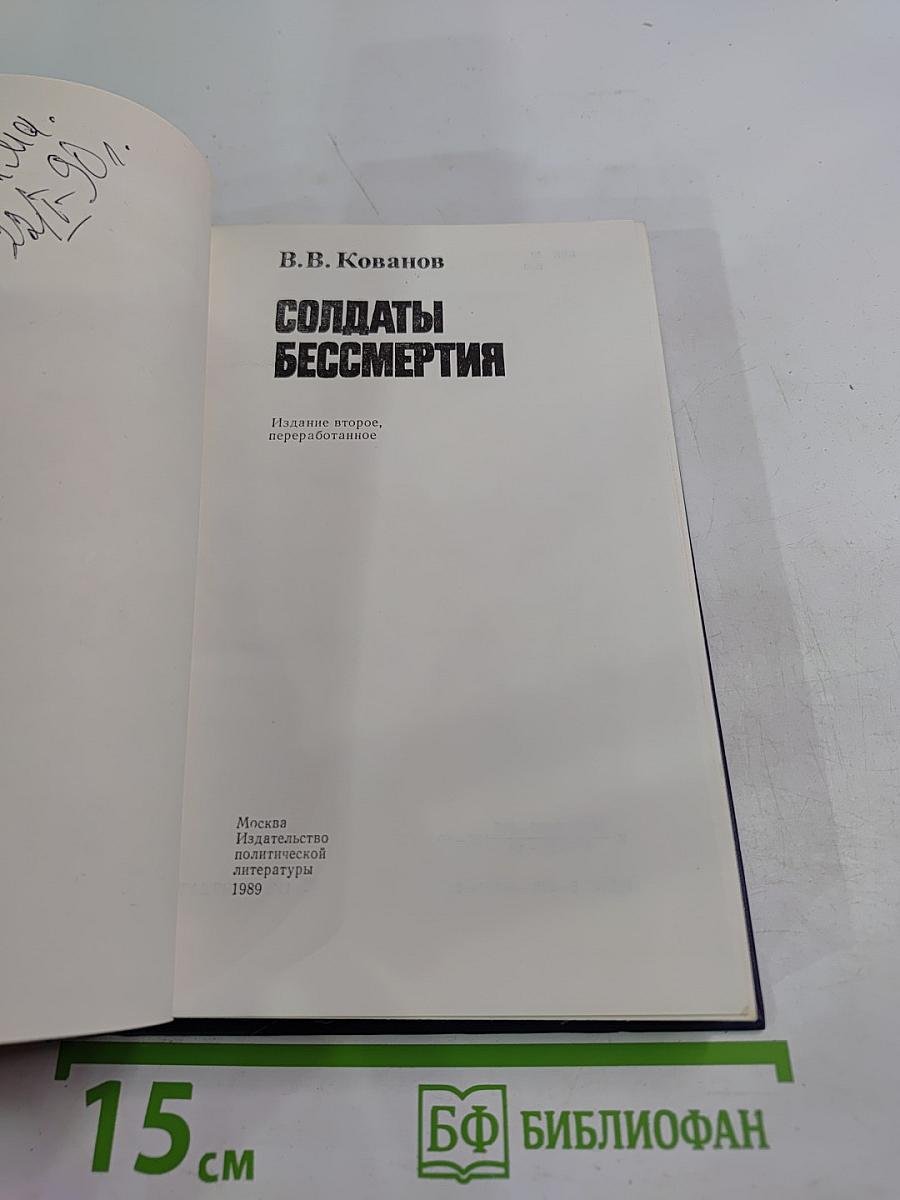 В. В. Кованов
СОЛДАТЫ
БЕССМЕРТИЯ
Издание второе,
переработанное
Москва
Издательство
политической
литературы
1989
15 см
БФ БИБЛИОФАН